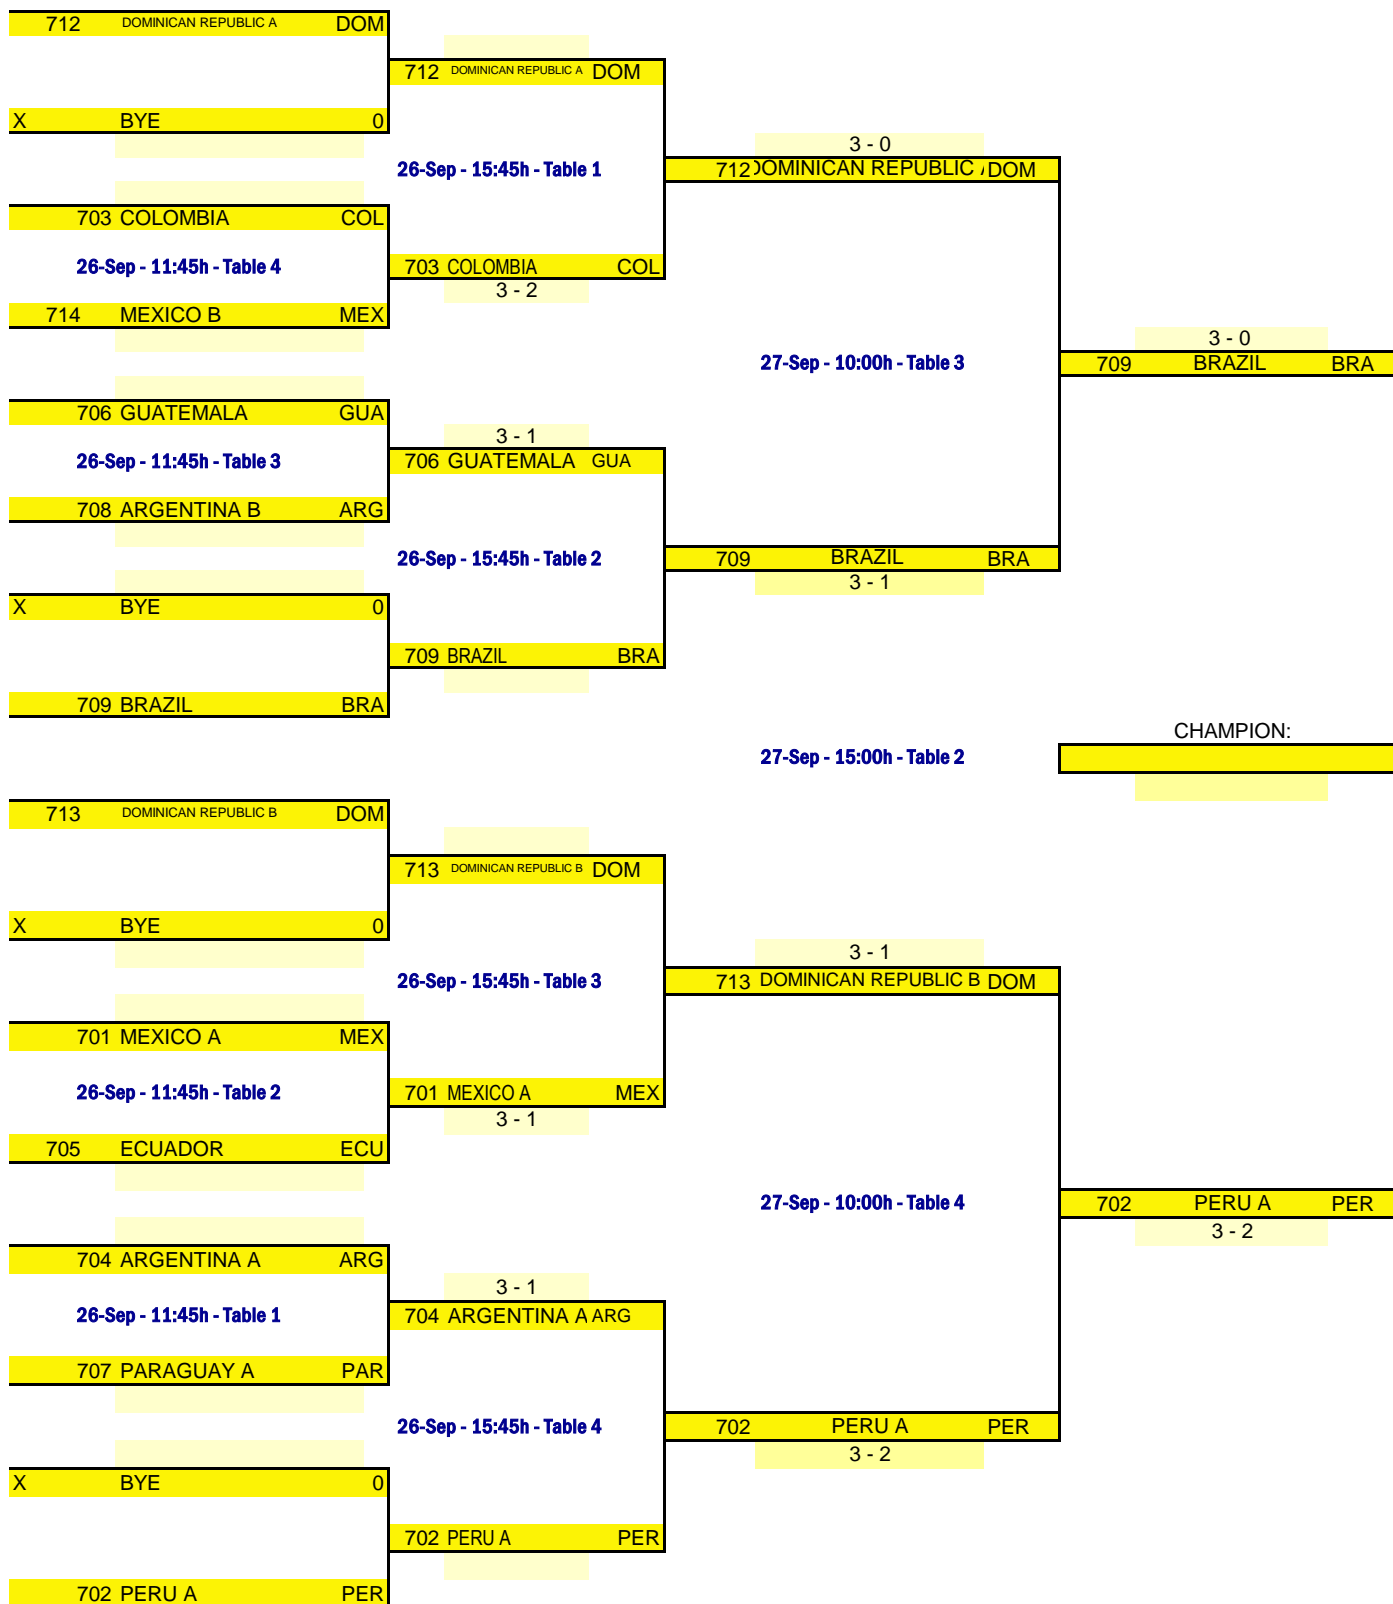 712 DOMINICAN REPUBLIC A DOM
712 DOMINICAN REPUBLIC A DOM
X BYE 0
3 - 0
26-Sep - 15:45h - Table 1
712 DOMINICAN REPUBLIC DOM
703 COLOMBIA COL
26-Sep - 11:45h - Table 4
703 COLOMBIA COL
3 - 2
714 MEXICO B MEX
3 - 0
27-Sep - 10:00h - Table 3
709 BRAZIL BRA
706 GUATEMALA GUA
3 - 1
26-Sep - 11:45h - Table 3
706 GUATEMALA GUA
708 ARGENTINA B ARG
26-Sep - 15:45h - Table 2
709 BRAZIL BRA
3 - 1
X BYE 0
709 BRAZIL BRA
709 BRAZIL BRA
CHAMPION:
27-Sep - 15:00h - Table 2
713 DOMINICAN REPUBLIC B DOM
713 DOMINICAN REPUBLIC B DOM
X BYE 0
3 - 1
26-Sep - 15:45h - Table 3
713 DOMINICAN REPUBLIC B DOM
701 MEXICO A MEX
26-Sep - 11:45h - Table 2
701 MEXICO A MEX
3 - 1
705 ECUADOR ECU
27-Sep - 10:00h - Table 4
702 PERU A PER
3 - 2
704 ARGENTINA A ARG
3 - 1
26-Sep - 11:45h - Table 1
704 ARGENTINA A ARG
707 PARAGUAY A PAR
26-Sep - 15:45h - Table 4
702 PERU A PER
3 - 2
X BYE 0
702 PERU A PER
702 PERU A PER